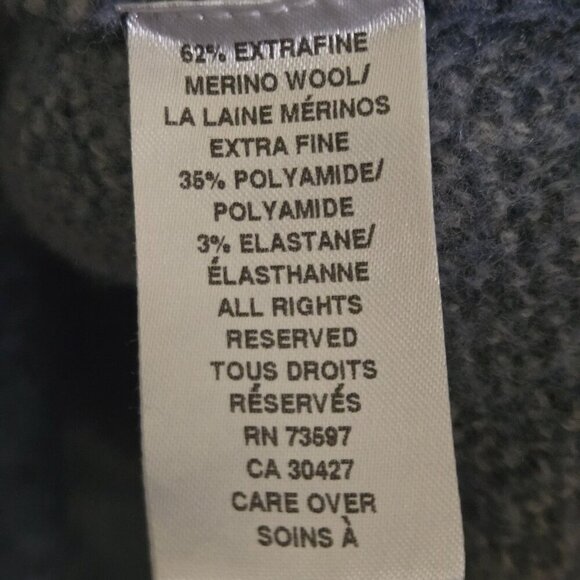 62% EXTRAFINE
MERINO WOOL/
LA LAINE MÉRINOS
EXTRA FINE
35% POLYAMIDE/
POLYAMIDE
3% ELASTANE/
ÉLASTHANNE
ALL RIGHTS
RESERVED
TOUS DROITS
RÉSERVÉS
RN 73597
CA 30427
CARE OVER
SOINS À